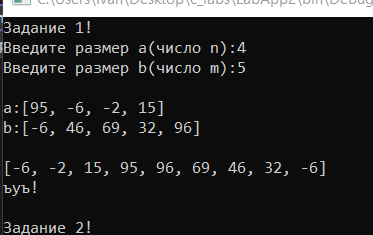 C:\Users\Ivan\Desktop\c_labs\LabApp2\bin\Debug
Задание 1!
Введите размер a(число n):4
Введите размер b(число m):5
a:[95, -6, -2, 15]
b:[-6, 46, 69, 32, 96]
[-6, -2, 15, 95, 96, 69, 46, 32, -6]
ъуъ!
Задание 2!